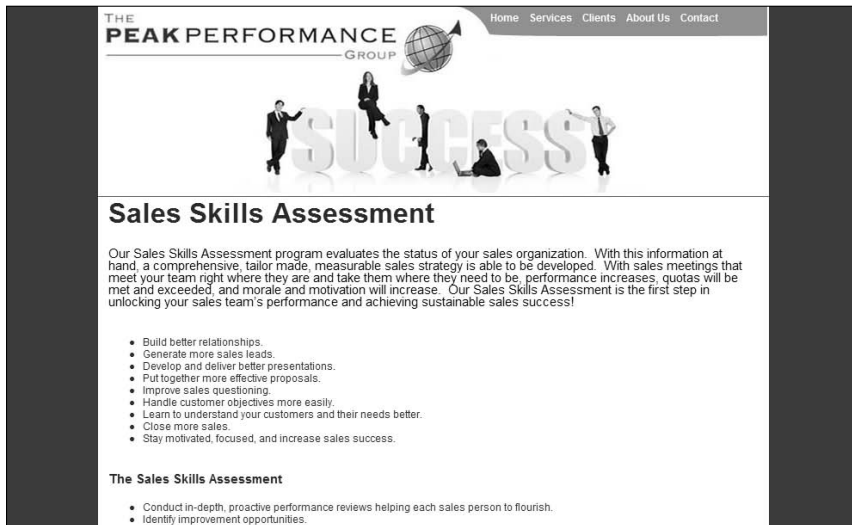 THE
PEAK PERFORMANCE
GROUP
Home Services Clients About Us Contact
SUCCESS
Sales Skills Assessment
Our Sales Skills Assessment program evaluates the status of your sales organization. With this information at
hand, a comprehensive, tailor made, measurable sales strategy is able to be developed. With sales meetings that
meet your team right where they are and take them where they need to be, performance increases, quotas will be
met and exceeded, and morale and motivation will increase. Our Sales Skills Assessment is the first step in
unlocking your sales team's performance and achieving sustainable sales success!
● Build better relationships.
● Generate more sales leads.
● Develop and deliver better presentations.
● Put together more effective proposals.
● Improve sales questioning.
● Handle customer objectives more easily.
● Learn to understand your customers and their needs better.
● Close more sales.
● Stay motivated, focused, and increase sales success.
The Sales Skills Assessment
● Conduct in-depth, proactive performance reviews helping each sales person to flourish.
● Identify improvement opportunities.